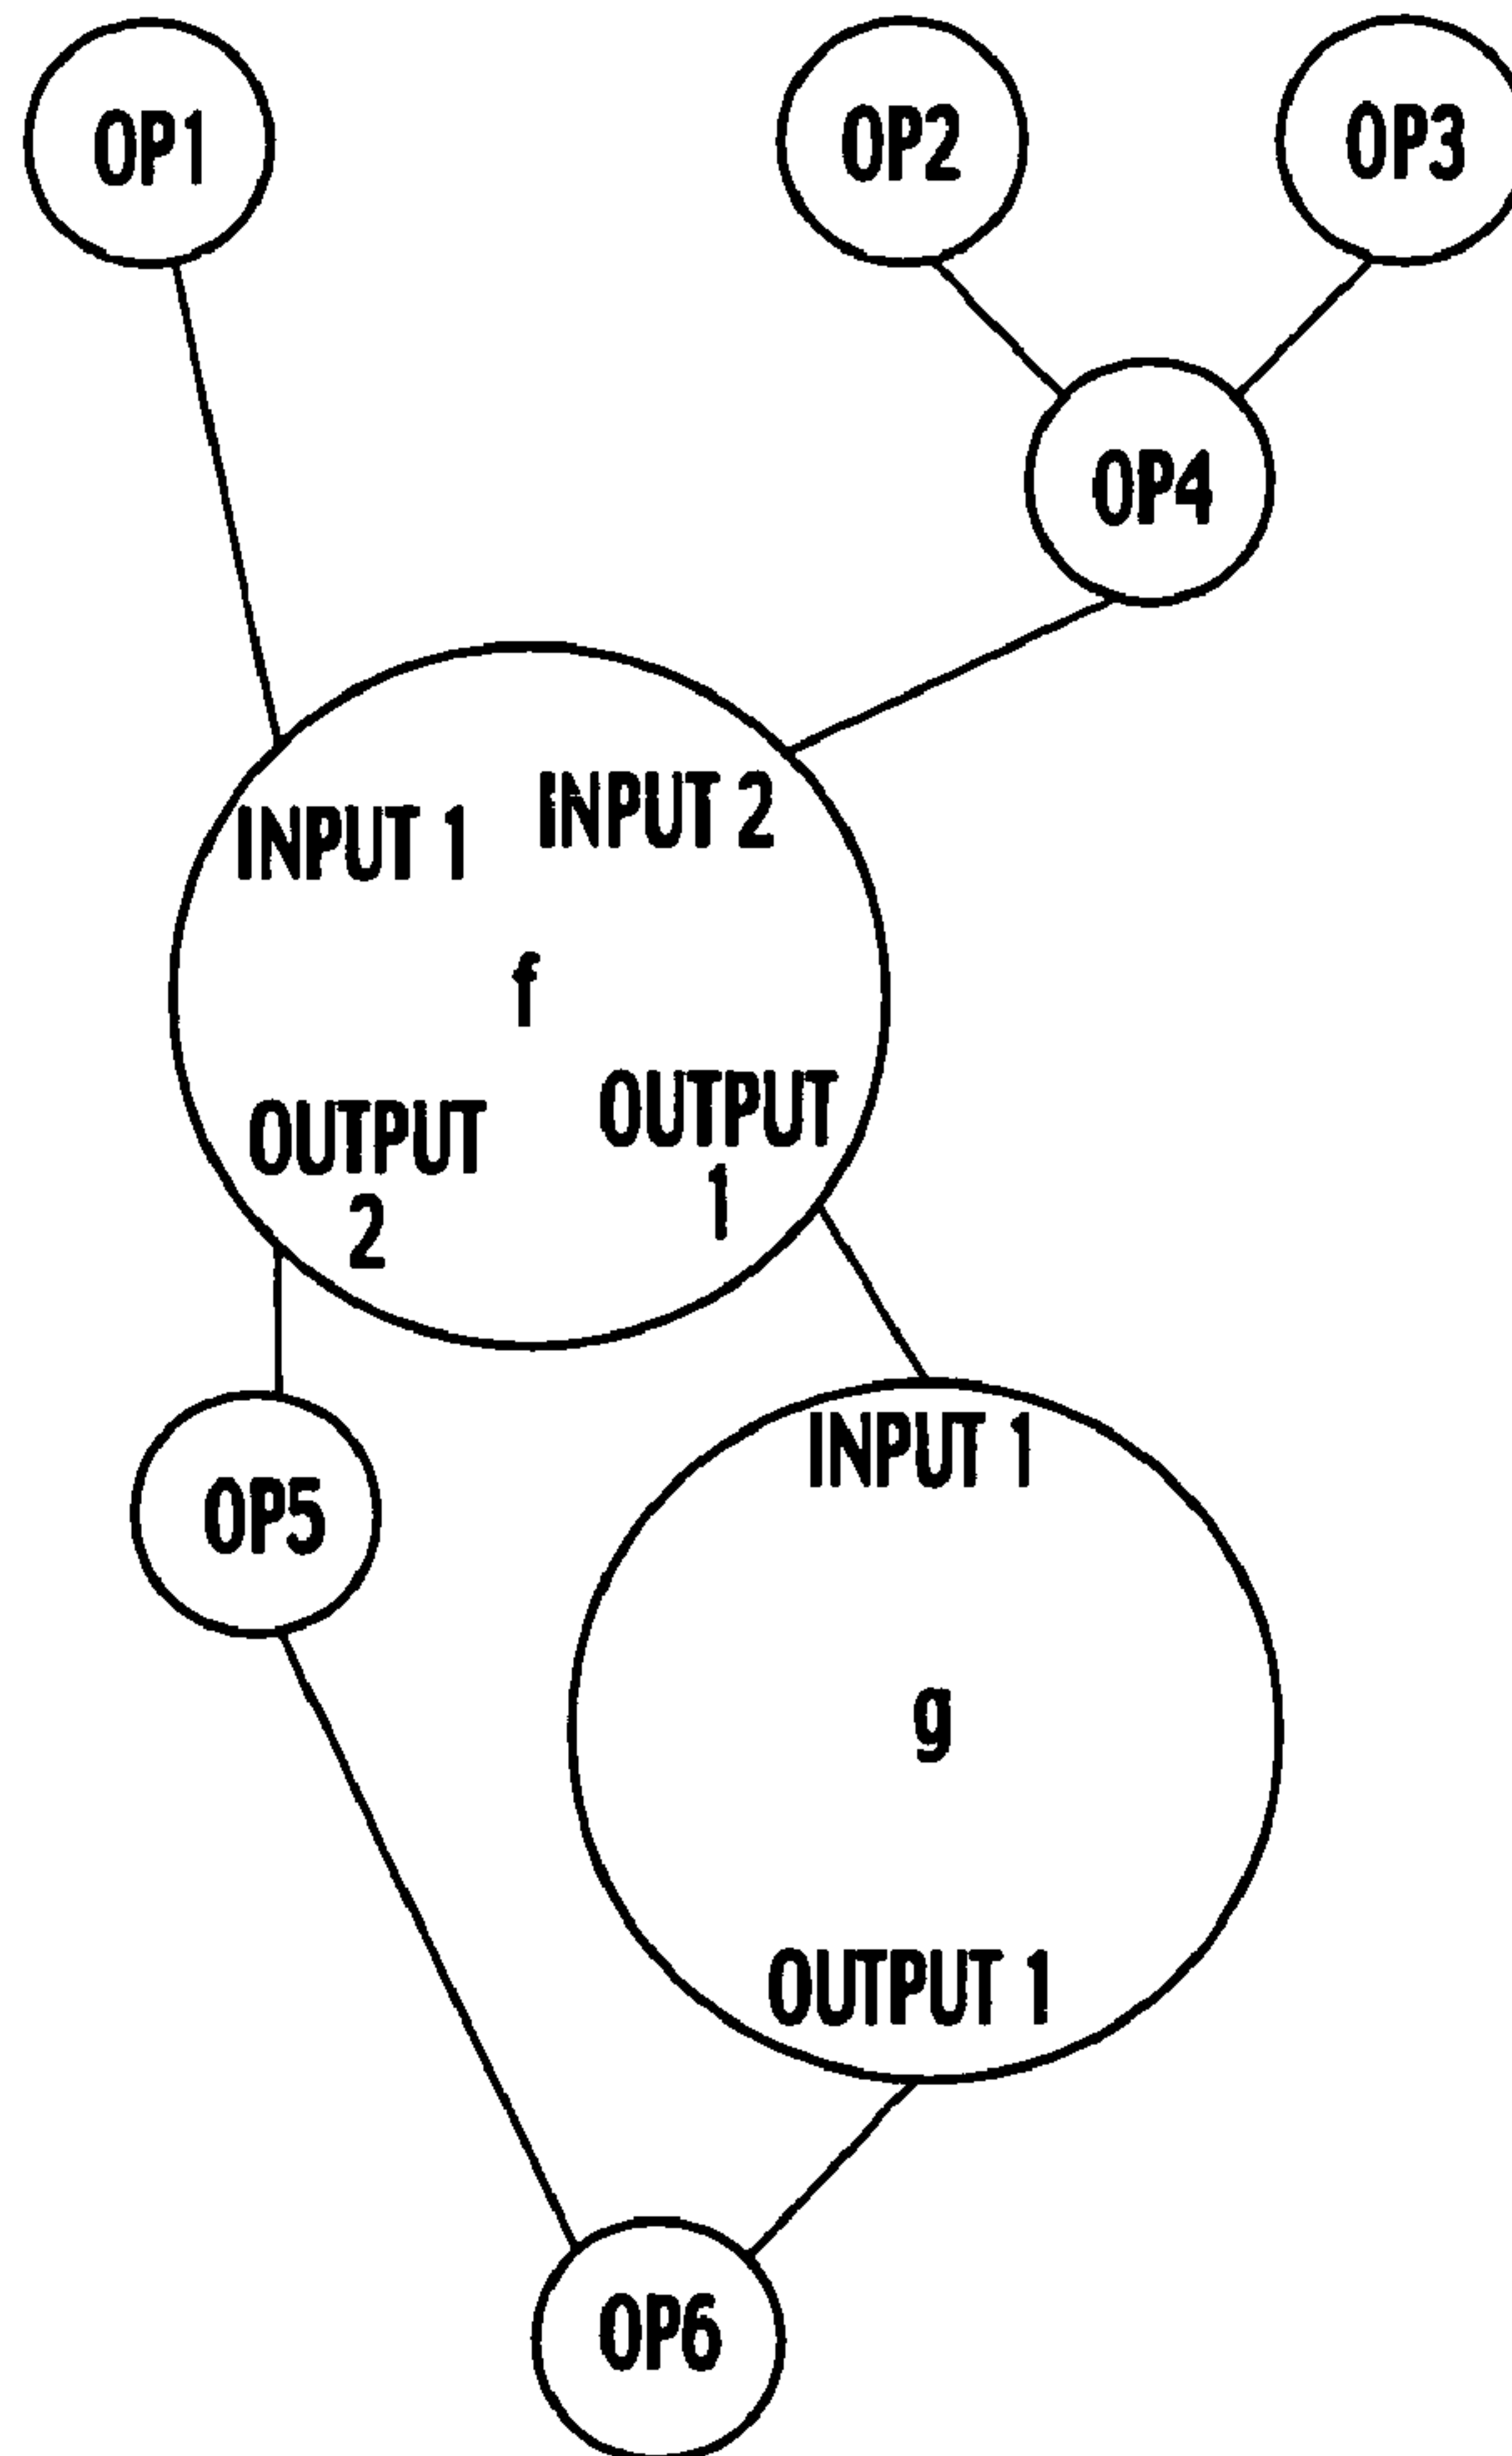 OP1
OP2
OP3
OP4
INPUT 1
INPUT 2
f
OUTPUT
2
OUTPUT
1
OP5
INPUT 1
g
OUTPUT 1
OP6